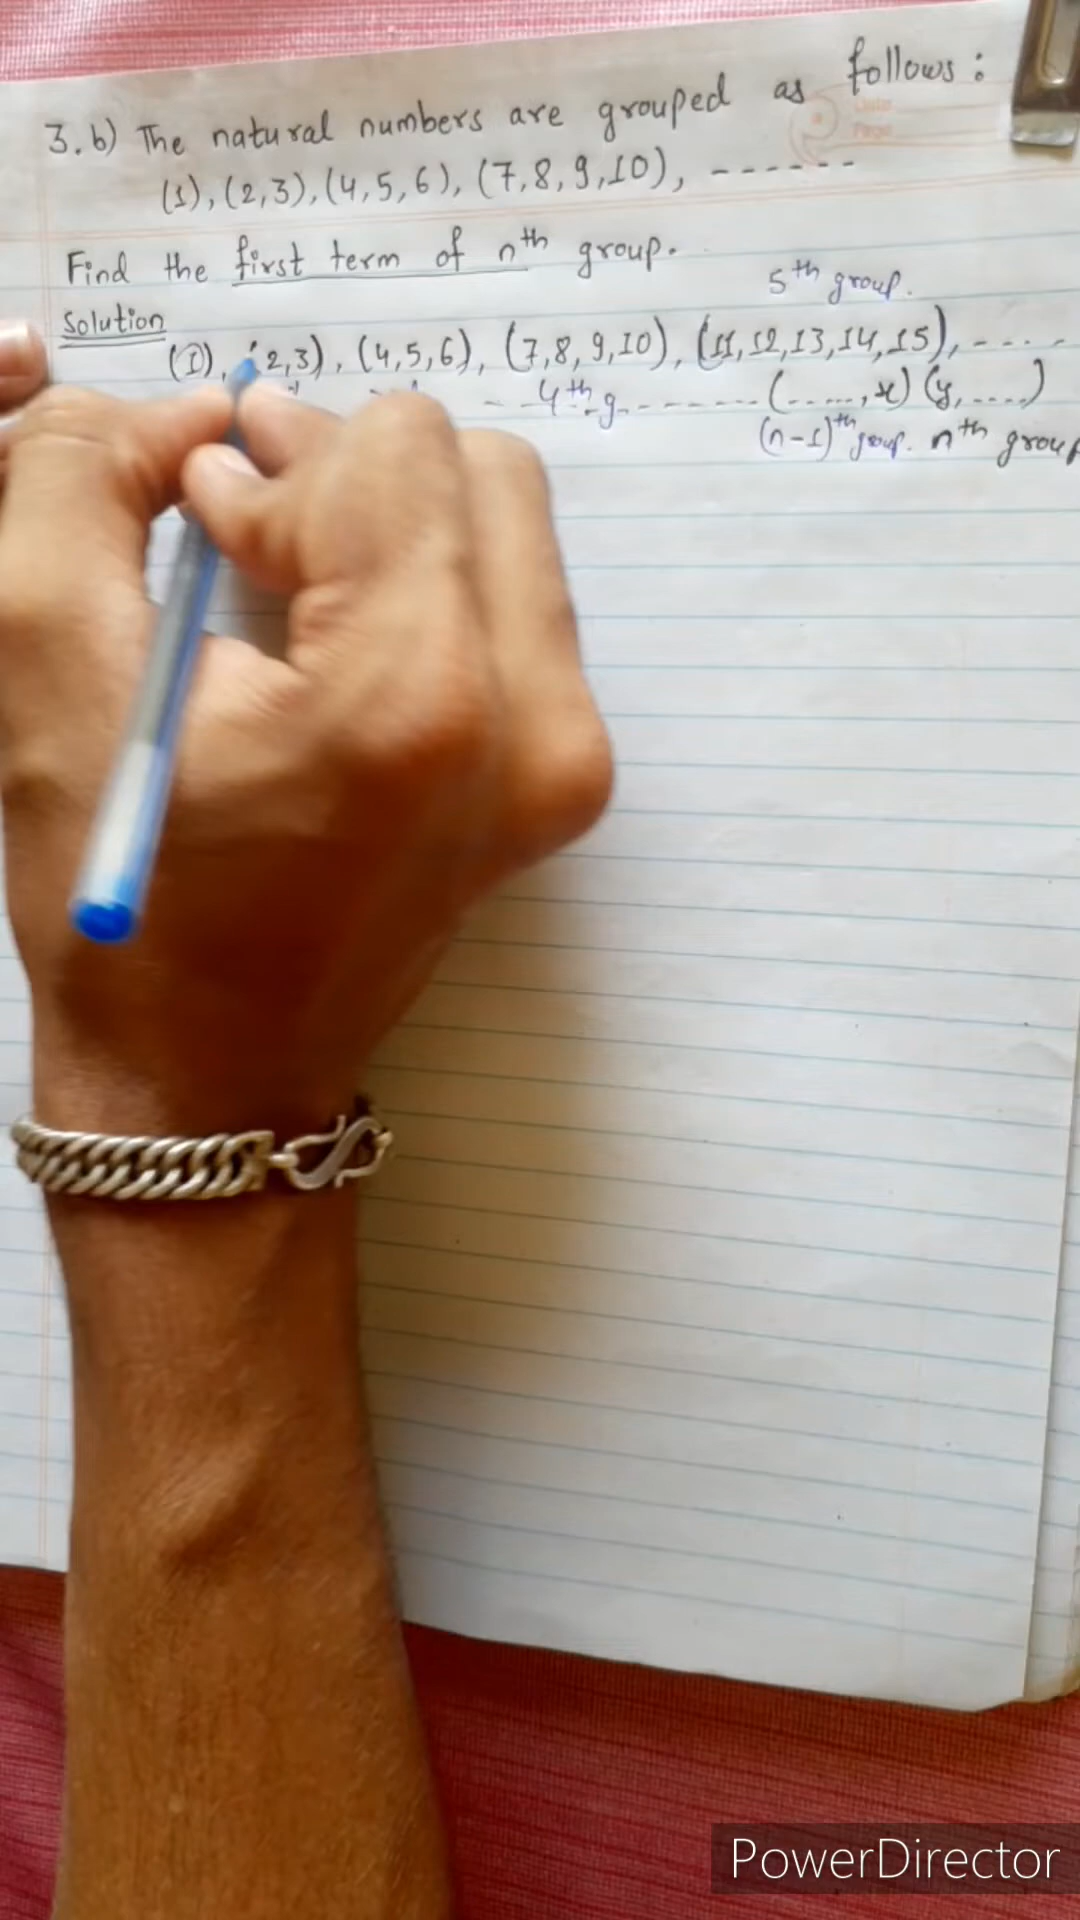 3. b) The natural numbers are grouped as follows:
(1), (2,3), (4,5,6), (7,8,9,10), ------
Find the first term of nth group.
5th group.
Solution
(1), (2,3), (4,5,6), (7,8,9,10), (11,12,13,14,15), ----
4th g. ------- (.....,x) (y,....)
(n-1)th group. nth group
PowerDirector